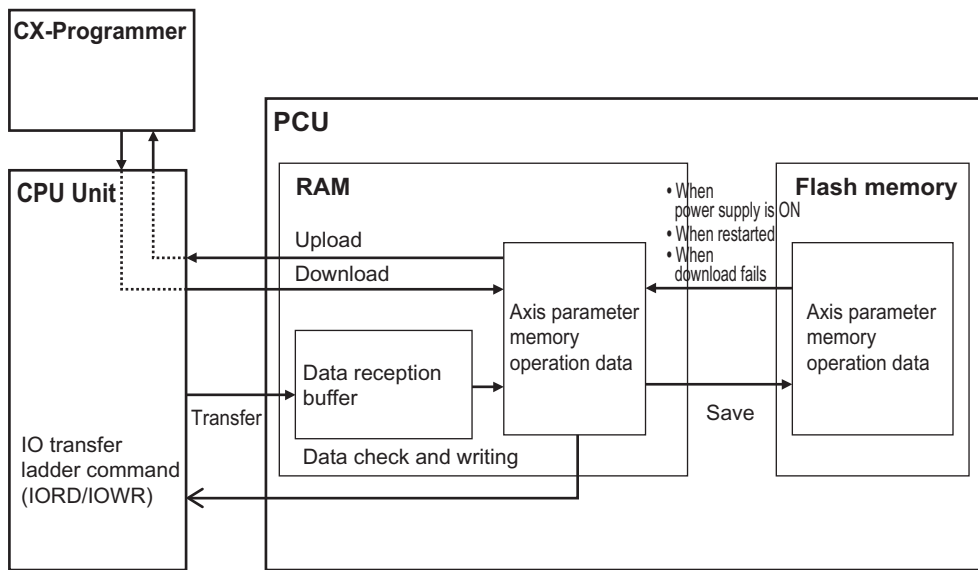 CX-Programmer
PCU
CPU Unit
RAM
Flash memory
• When
power supply is ON
• When restarted
• When
download fails
Upload
Download
Axis parameter
memory
operation data
Axis parameter
memory
operation data
Data reception
buffer
Transfer
Save
IO transfer
ladder command
(IORD/IOWR)
Data check and writing